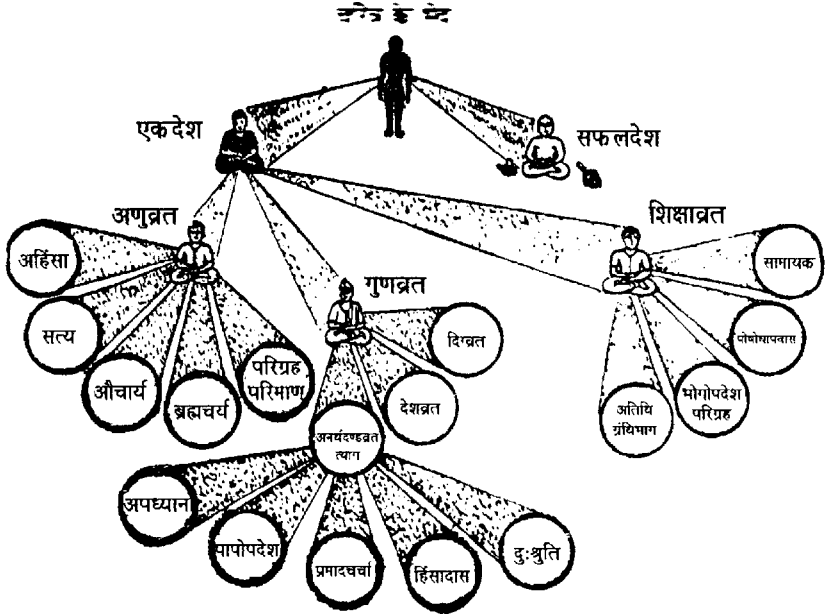 एकदेश
सफलदेश
अणुव्रत
शिक्षाव्रत
गुणव्रत
अहिंसा
सत्य
औचार्य
ब्रह्मचर्य
परिग्रह
परिमाण
दिग्व्रत
देशव्रत
अनर्थदण्डव्रत
त्याग
सामायक
अतिथि
ग्रंथिभाग
भोगोपदेश
परिग्रह
अपध्यान
पापोपदेश
प्रमादचर्चा
हिंसादास
दुःश्रुति